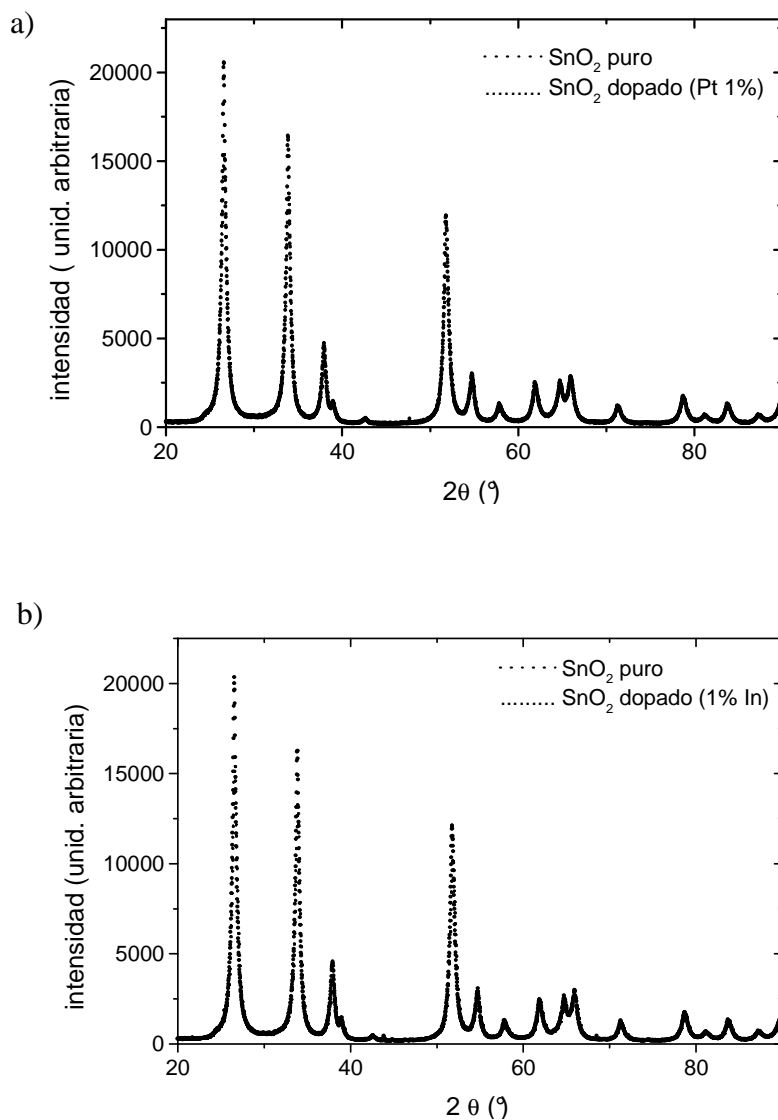 a)
SnO2 puro
SnO2 dopado (Pt 1%)
20000
15000
10000
5000
0
intensidad ( unid. arbitraria)
20 40 60 80
2θ (°)
b)
SnO2 puro
SnO2 dopado (1% In)
20000
15000
10000
5000
0
intensidad (unid. arbitraria)
20 40 60 80
2 θ (°)